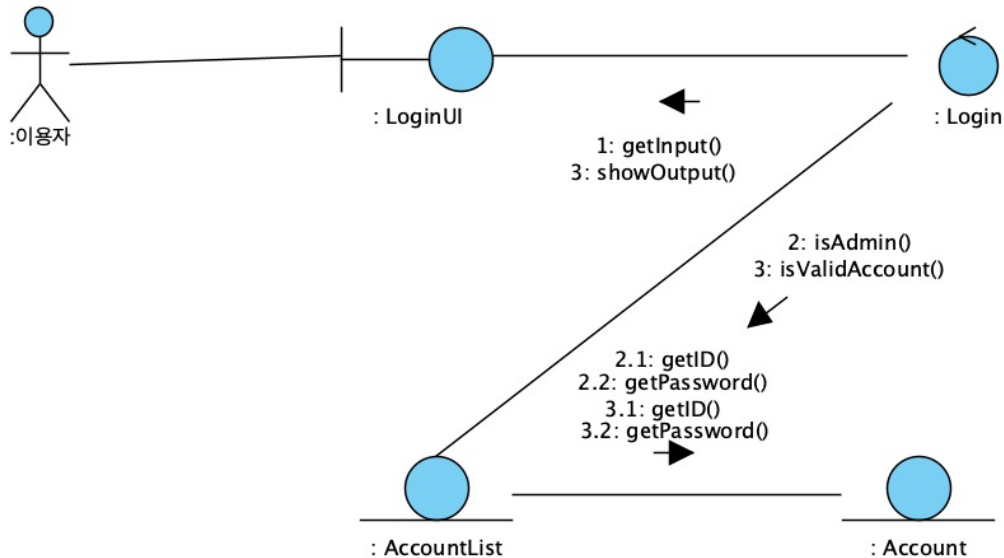 :이용자
: LoginUI
: Login
1: getInput()
3: showOutput()
2: isAdmin()
3: isValidAccount()
2.1: getID()
2.2: getPassword()
3.1: getID()
3.2: getPassword()
: AccountList
: Account